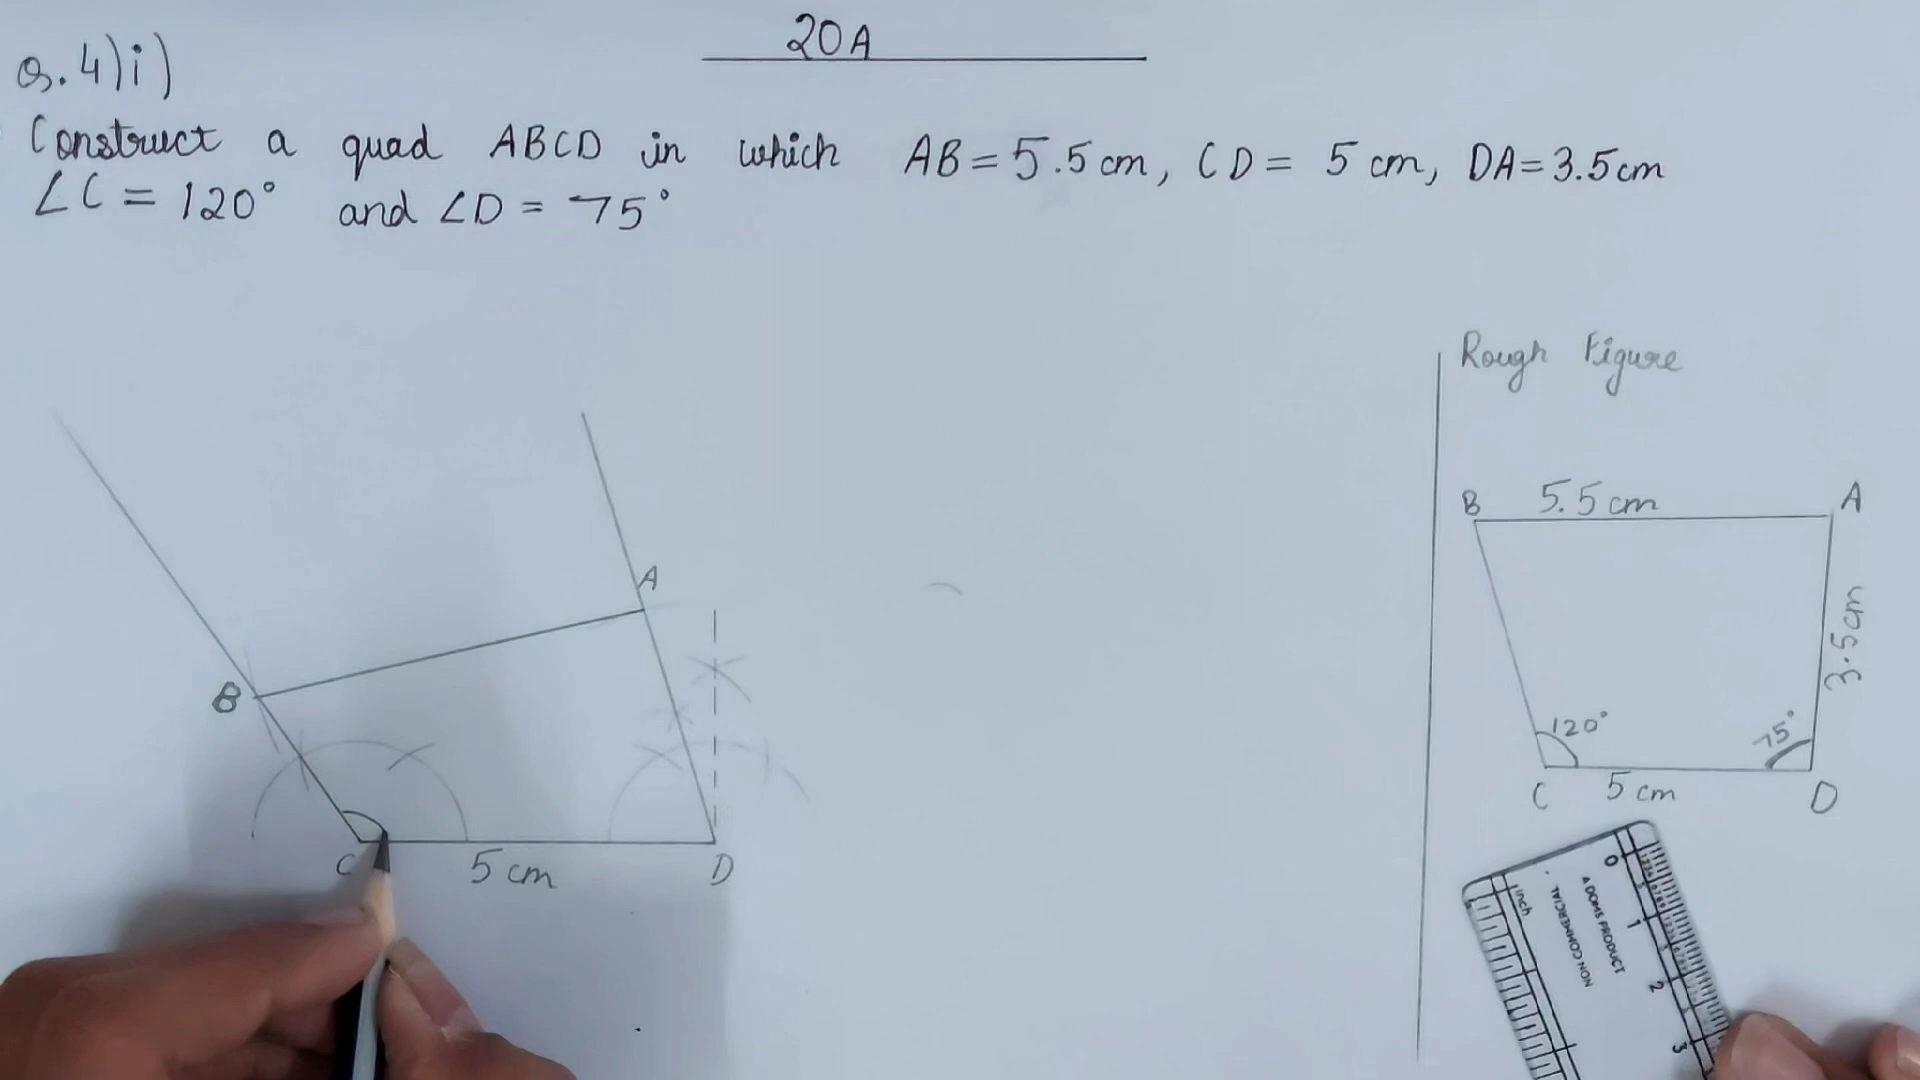 20A
Q.4)i)
Construct a quad ABCD in which AB = 5.5 cm, CD = 5 cm, DA = 3.5 cm
∠C = 120° and ∠D = 75°
Rough Figure
B 5.5 cm A
3.5 cm
120° 75°
C 5 cm D
A
B
C 5 cm D
0
1
2
3
inch
A DOMS PRODUCT
NON COMMERCIAL